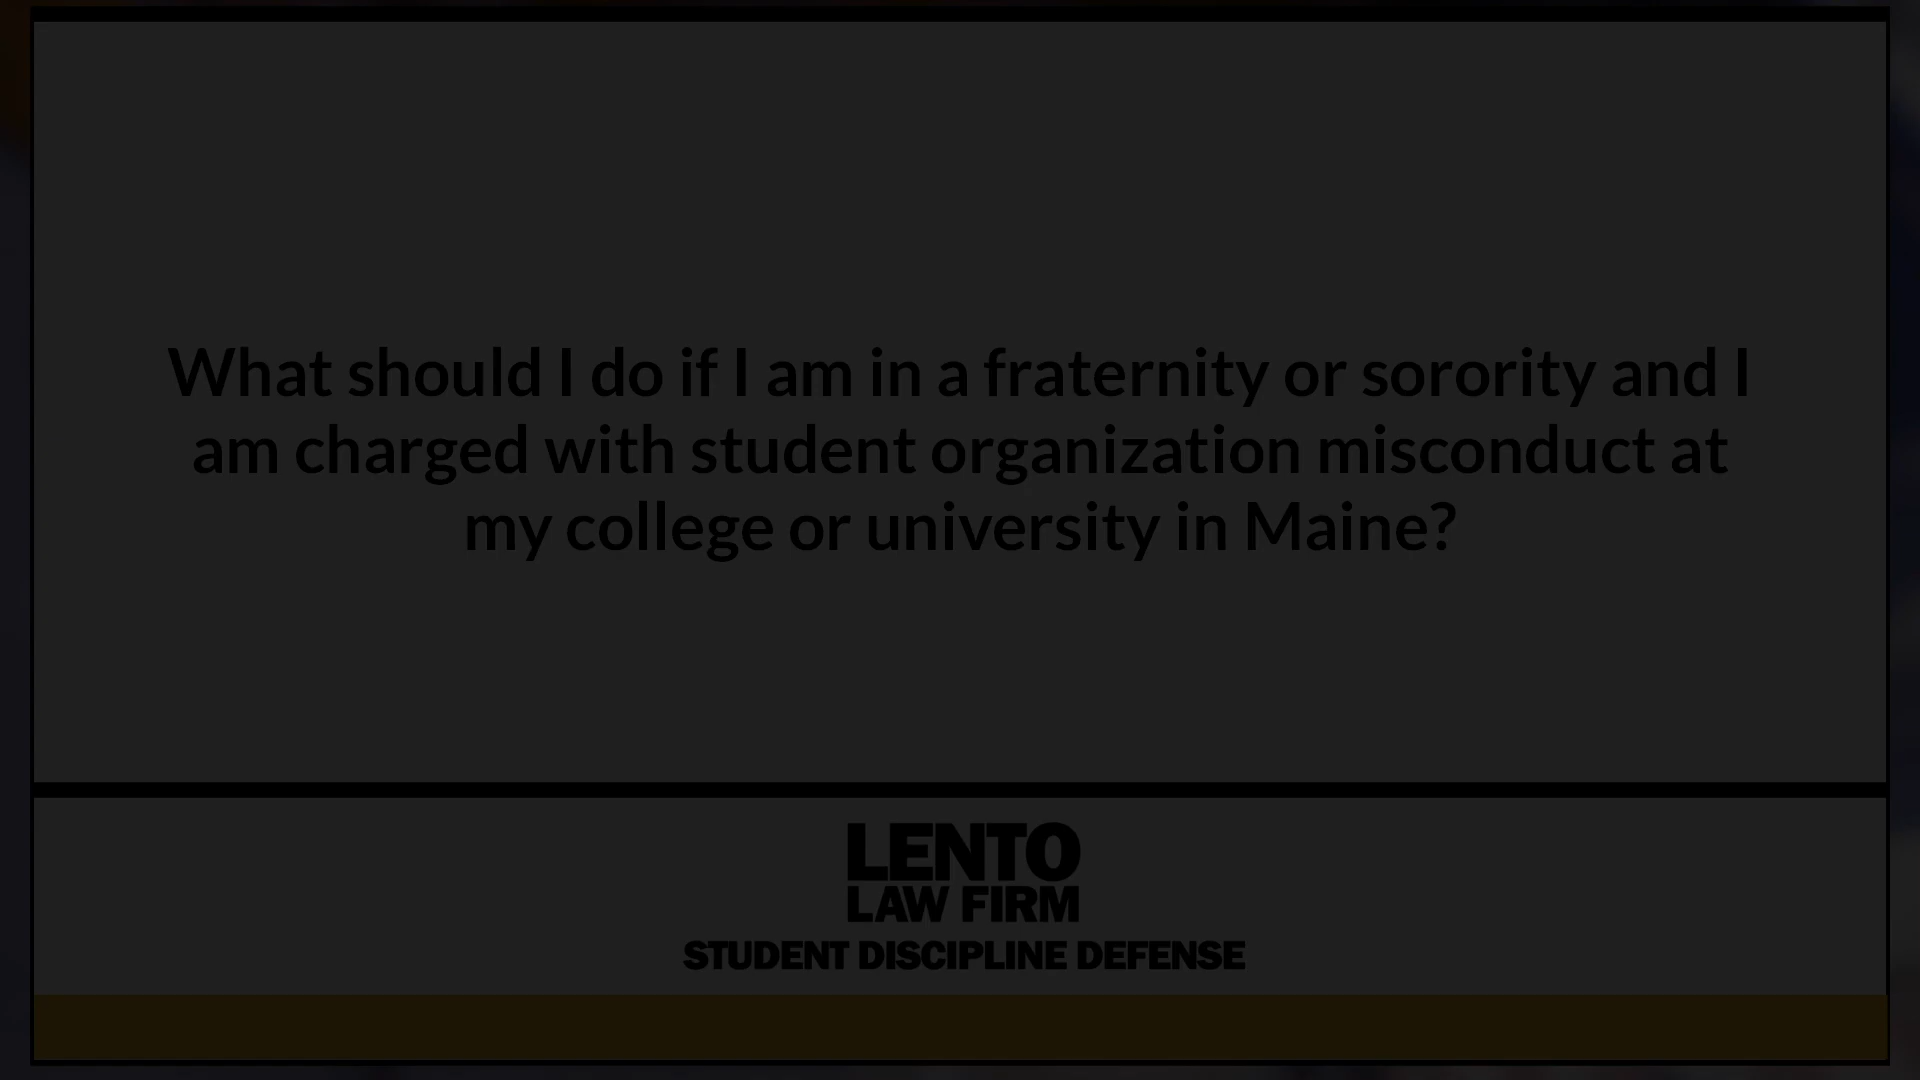 What should I do if I am in a fraternity or sorority and I
am charged with student organization misconduct at
my college or university in Maine?
LENTO
LAW FIRM
STUDENT DISCIPLINE DEFENSE